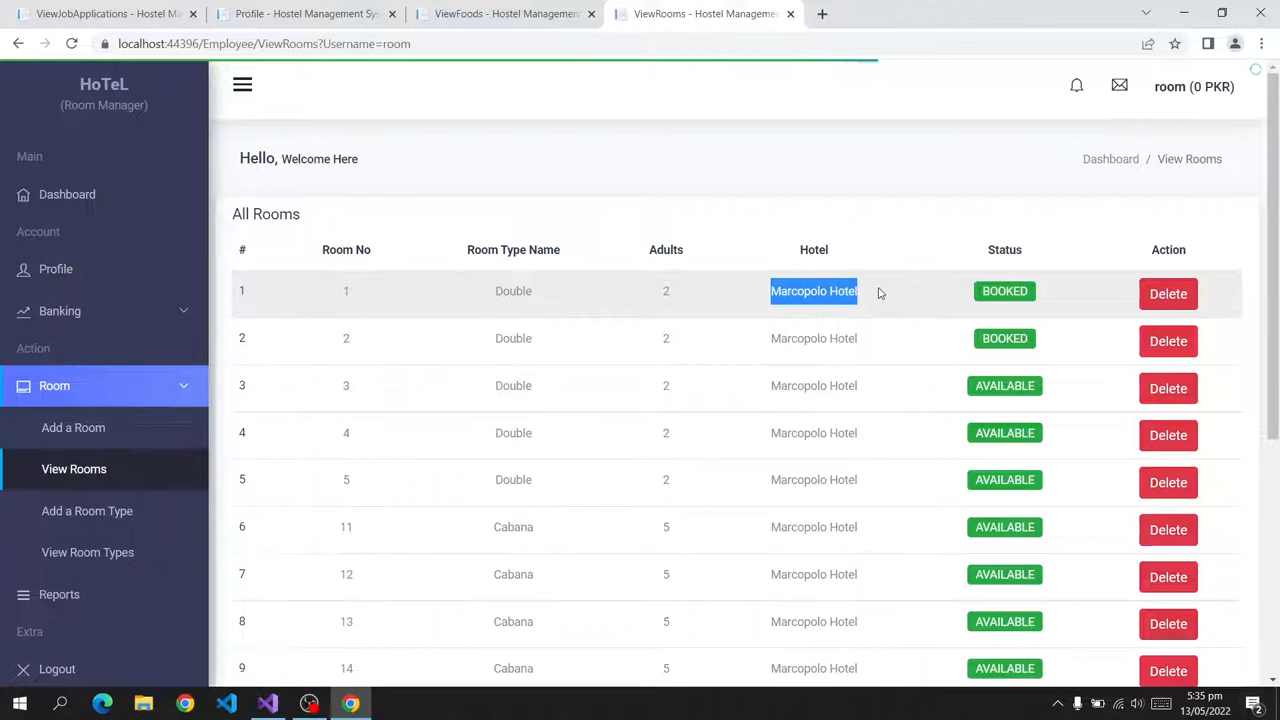 ViewJobApplications - Hostel Ma
Profile - Hostel Management Sy
ViewFoods - Hostel Management
ViewRooms - Hostel Manageme
localhost:44396/Employee/ViewRooms?Username=room
HoTeL
(Room Manager)
room (0 PKR)
Main
Dashboard
Account
Profile
Banking
Action
Room
Add a Room
View Rooms
Add a Room Type
View Room Types
Reports
Extra
Logout
Hello, Welcome Here
Dashboard / View Rooms
All Rooms
# Room No Room Type Name Adults Hotel Status Action
1 1 Double 2 Marcopolo Hotel BOOKED Delete
2 2 Double 2 Marcopolo Hotel BOOKED Delete
3 3 Double 2 Marcopolo Hotel AVAILABLE Delete
4 4 Double 2 Marcopolo Hotel AVAILABLE Delete
5 5 Double 2 Marcopolo Hotel AVAILABLE Delete
6 11 Cabana 5 Marcopolo Hotel AVAILABLE Delete
7 12 Cabana 5 Marcopolo Hotel AVAILABLE Delete
8 13 Cabana 5 Marcopolo Hotel AVAILABLE Delete
9 14 Cabana 5 Marcopolo Hotel AVAILABLE Delete
5:35 pm
13/05/2022
2